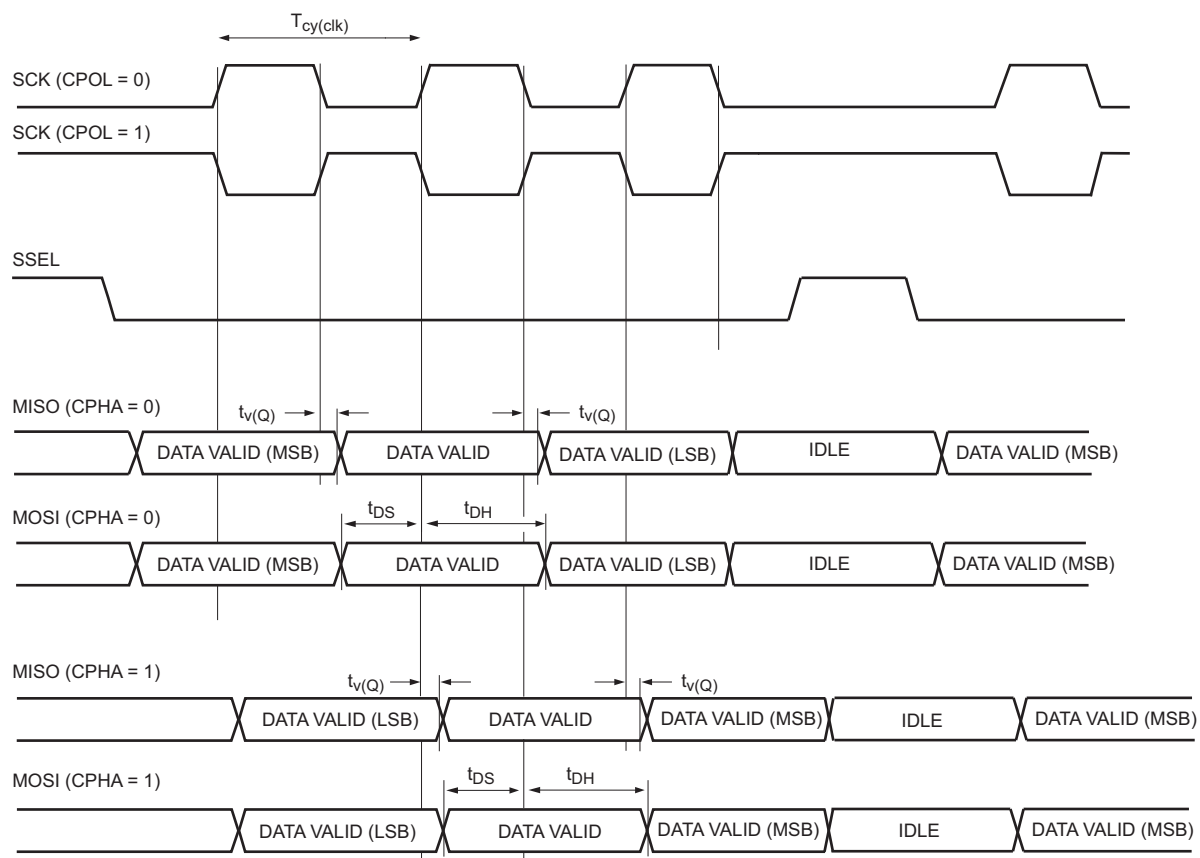 Tcy(clk)
SCK (CPOL = 0)
SCK (CPOL = 1)
SSEL
MISO (CPHA = 0)
tv(Q) tv(Q)
DATA VALID (MSB) DATA VALID DATA VALID (LSB) IDLE DATA VALID (MSB)
MOSI (CPHA = 0)
tDS tDH
DATA VALID (MSB) DATA VALID DATA VALID (LSB) IDLE DATA VALID (MSB)
MISO (CPHA = 1)
tv(Q) tv(Q)
DATA VALID (LSB) DATA VALID DATA VALID (MSB) IDLE DATA VALID (MSB)
MOSI (CPHA = 1)
tDS tDH
DATA VALID (LSB) DATA VALID DATA VALID (MSB) IDLE DATA VALID (MSB)